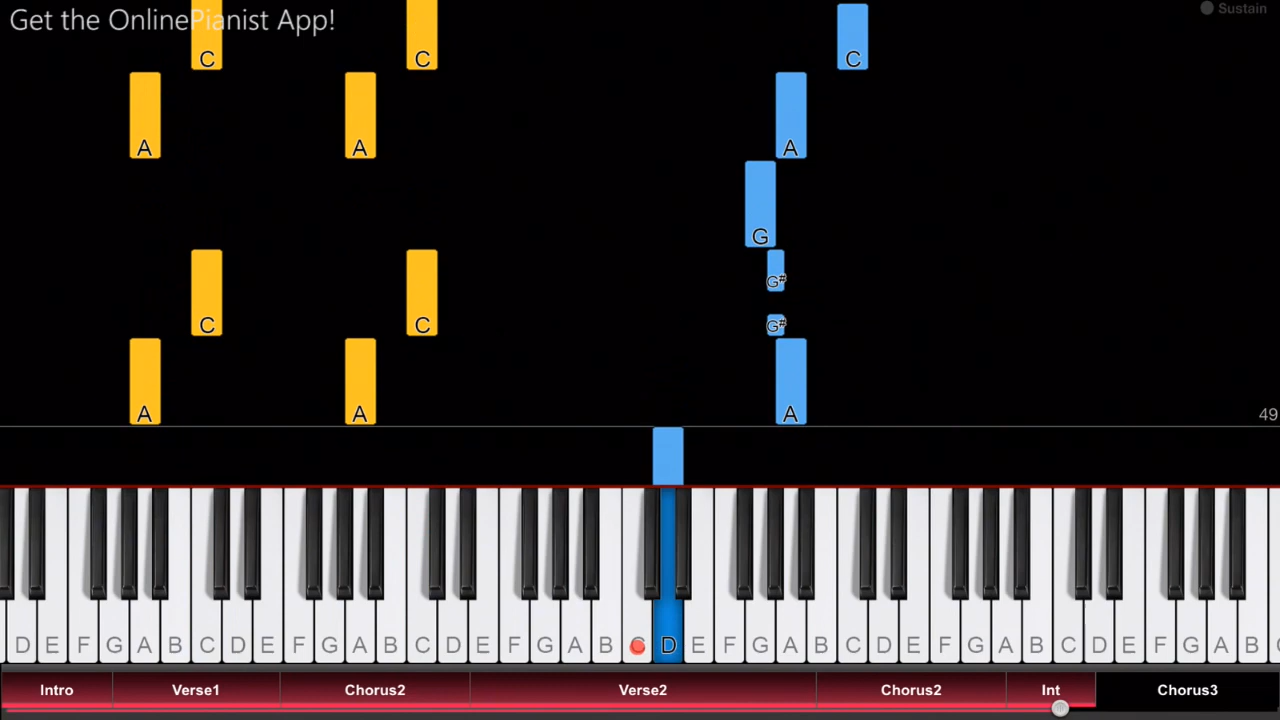 Get the OnlinePianist App!
Sustain
C C C
A A A
G
G#
C C G#
A A A
49
D E F G A B C D E F G A B C D E F G A B C D E F G A B C D E F G A B C D E F G A B
Intro Verse1 Chorus2 Verse2 Chorus2 Int Chorus3